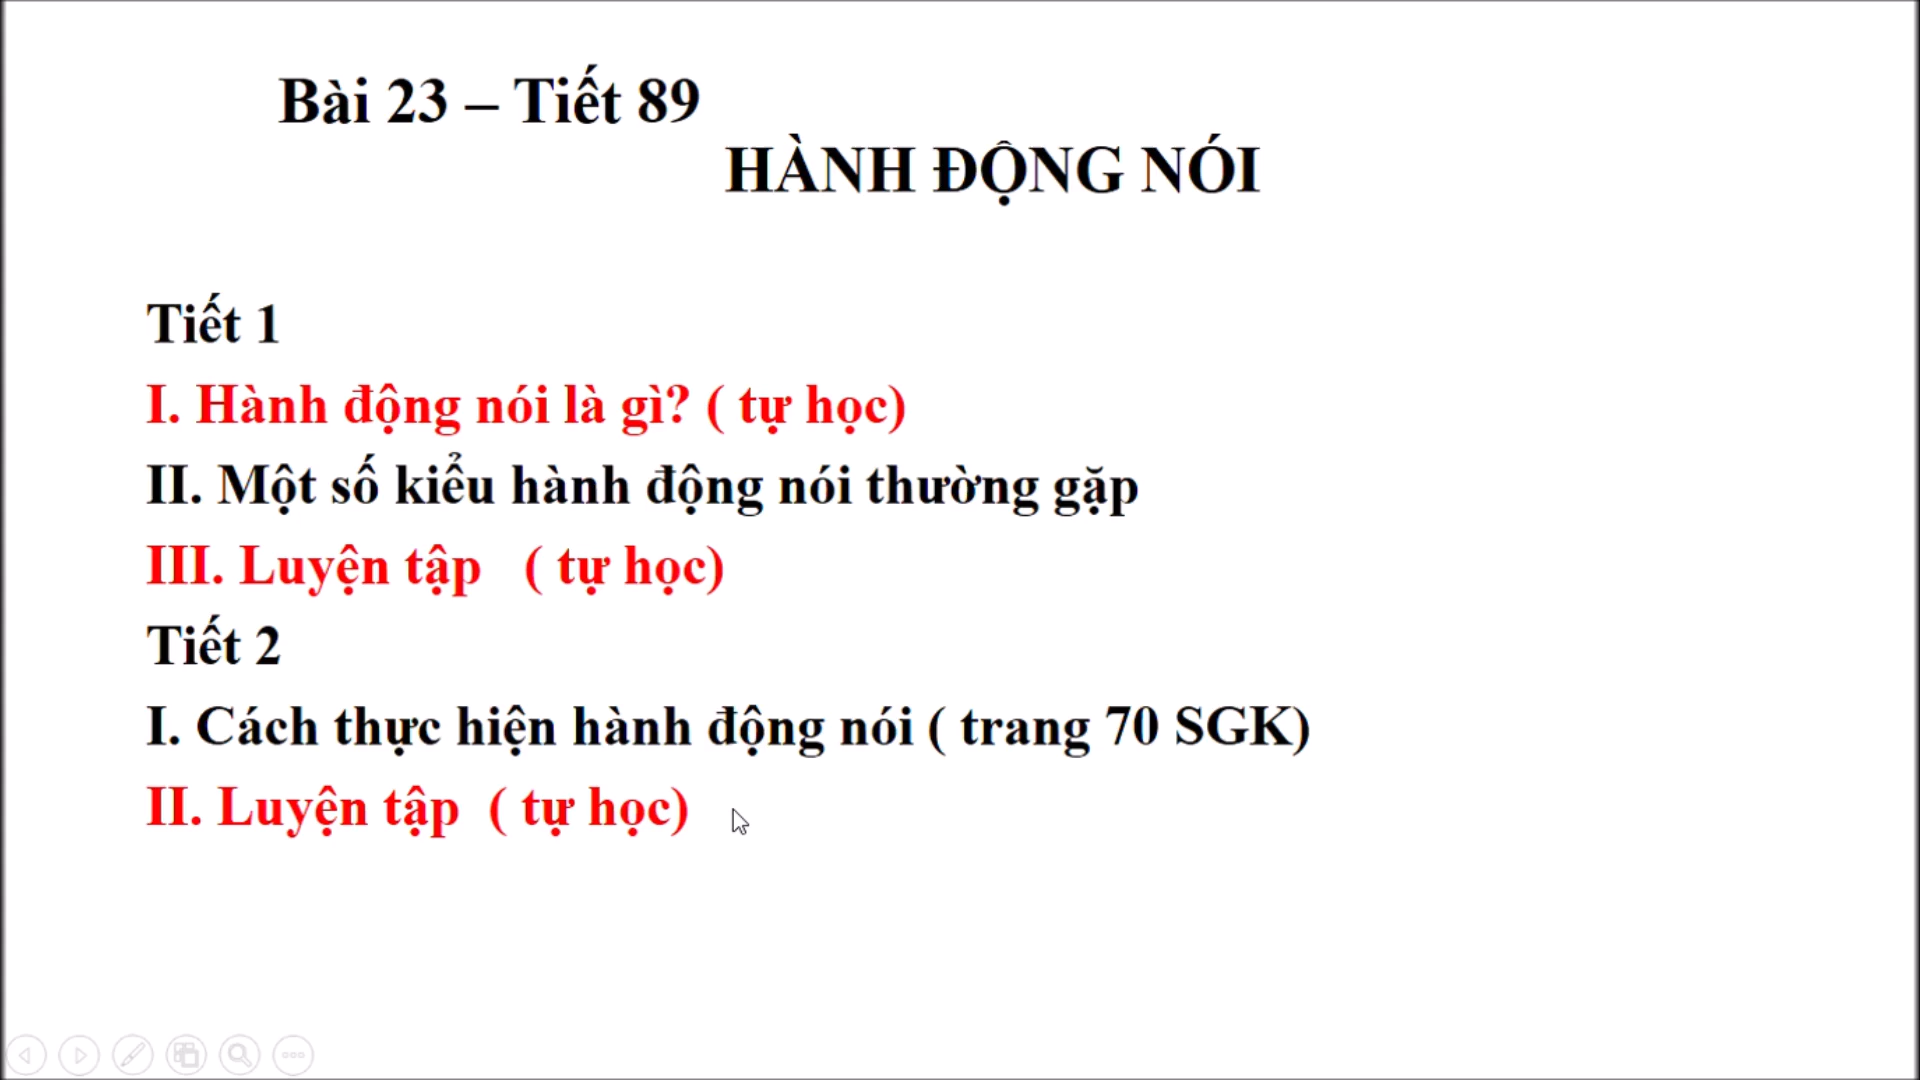 Bài 23 – Tiết 89
HÀNH ĐỘNG NÓI
Tiết 1
I. Hành động nói là gì? ( tự học)
II. Một số kiểu hành động nói thường gặp
III. Luyện tập ( tự học)
Tiết 2
I. Cách thực hiện hành động nói ( trang 70 SGK)
II. Luyện tập ( tự học)